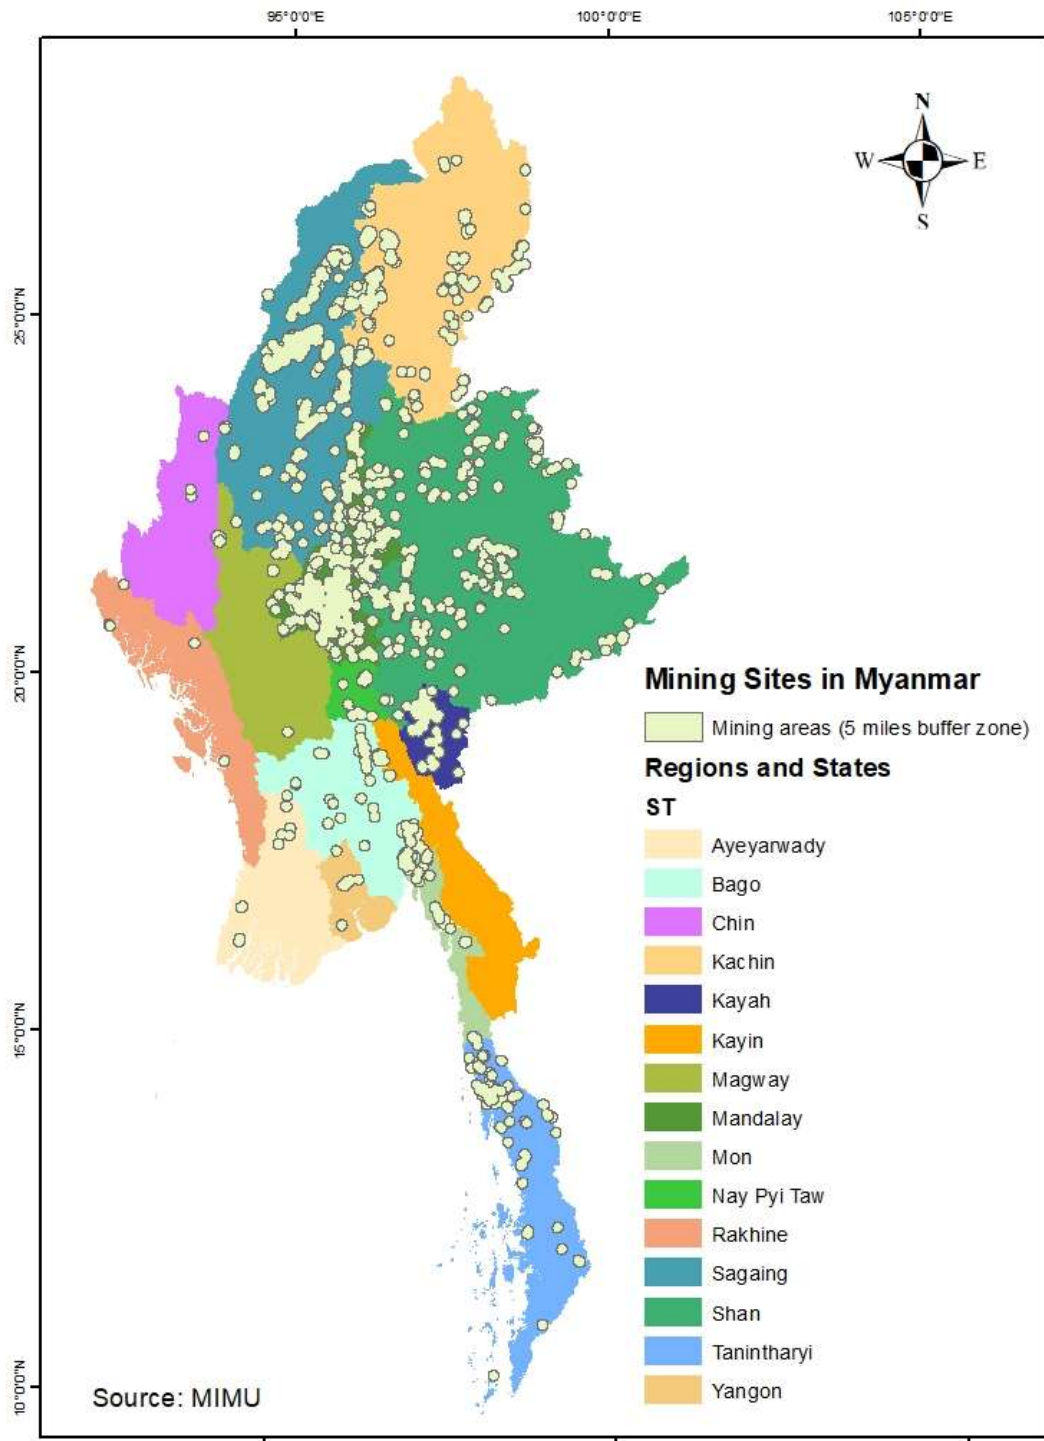 95°0'0"E 100°0'0"E 105°0'0"E
N
W E
S
25°0'0"N
20°0'0"N
15°0'0"N
10°0'0"N
Mining Sites in Myanmar
Mining areas (5 miles buffer zone)
Regions and States
ST
Ayeyarwady
Bago
Chin
Kachin
Kayah
Kayin
Magway
Mandalay
Mon
Nay Pyi Taw
Rakhine
Sagaing
Shan
Tanintharyi
Yangon
Source: MIMU